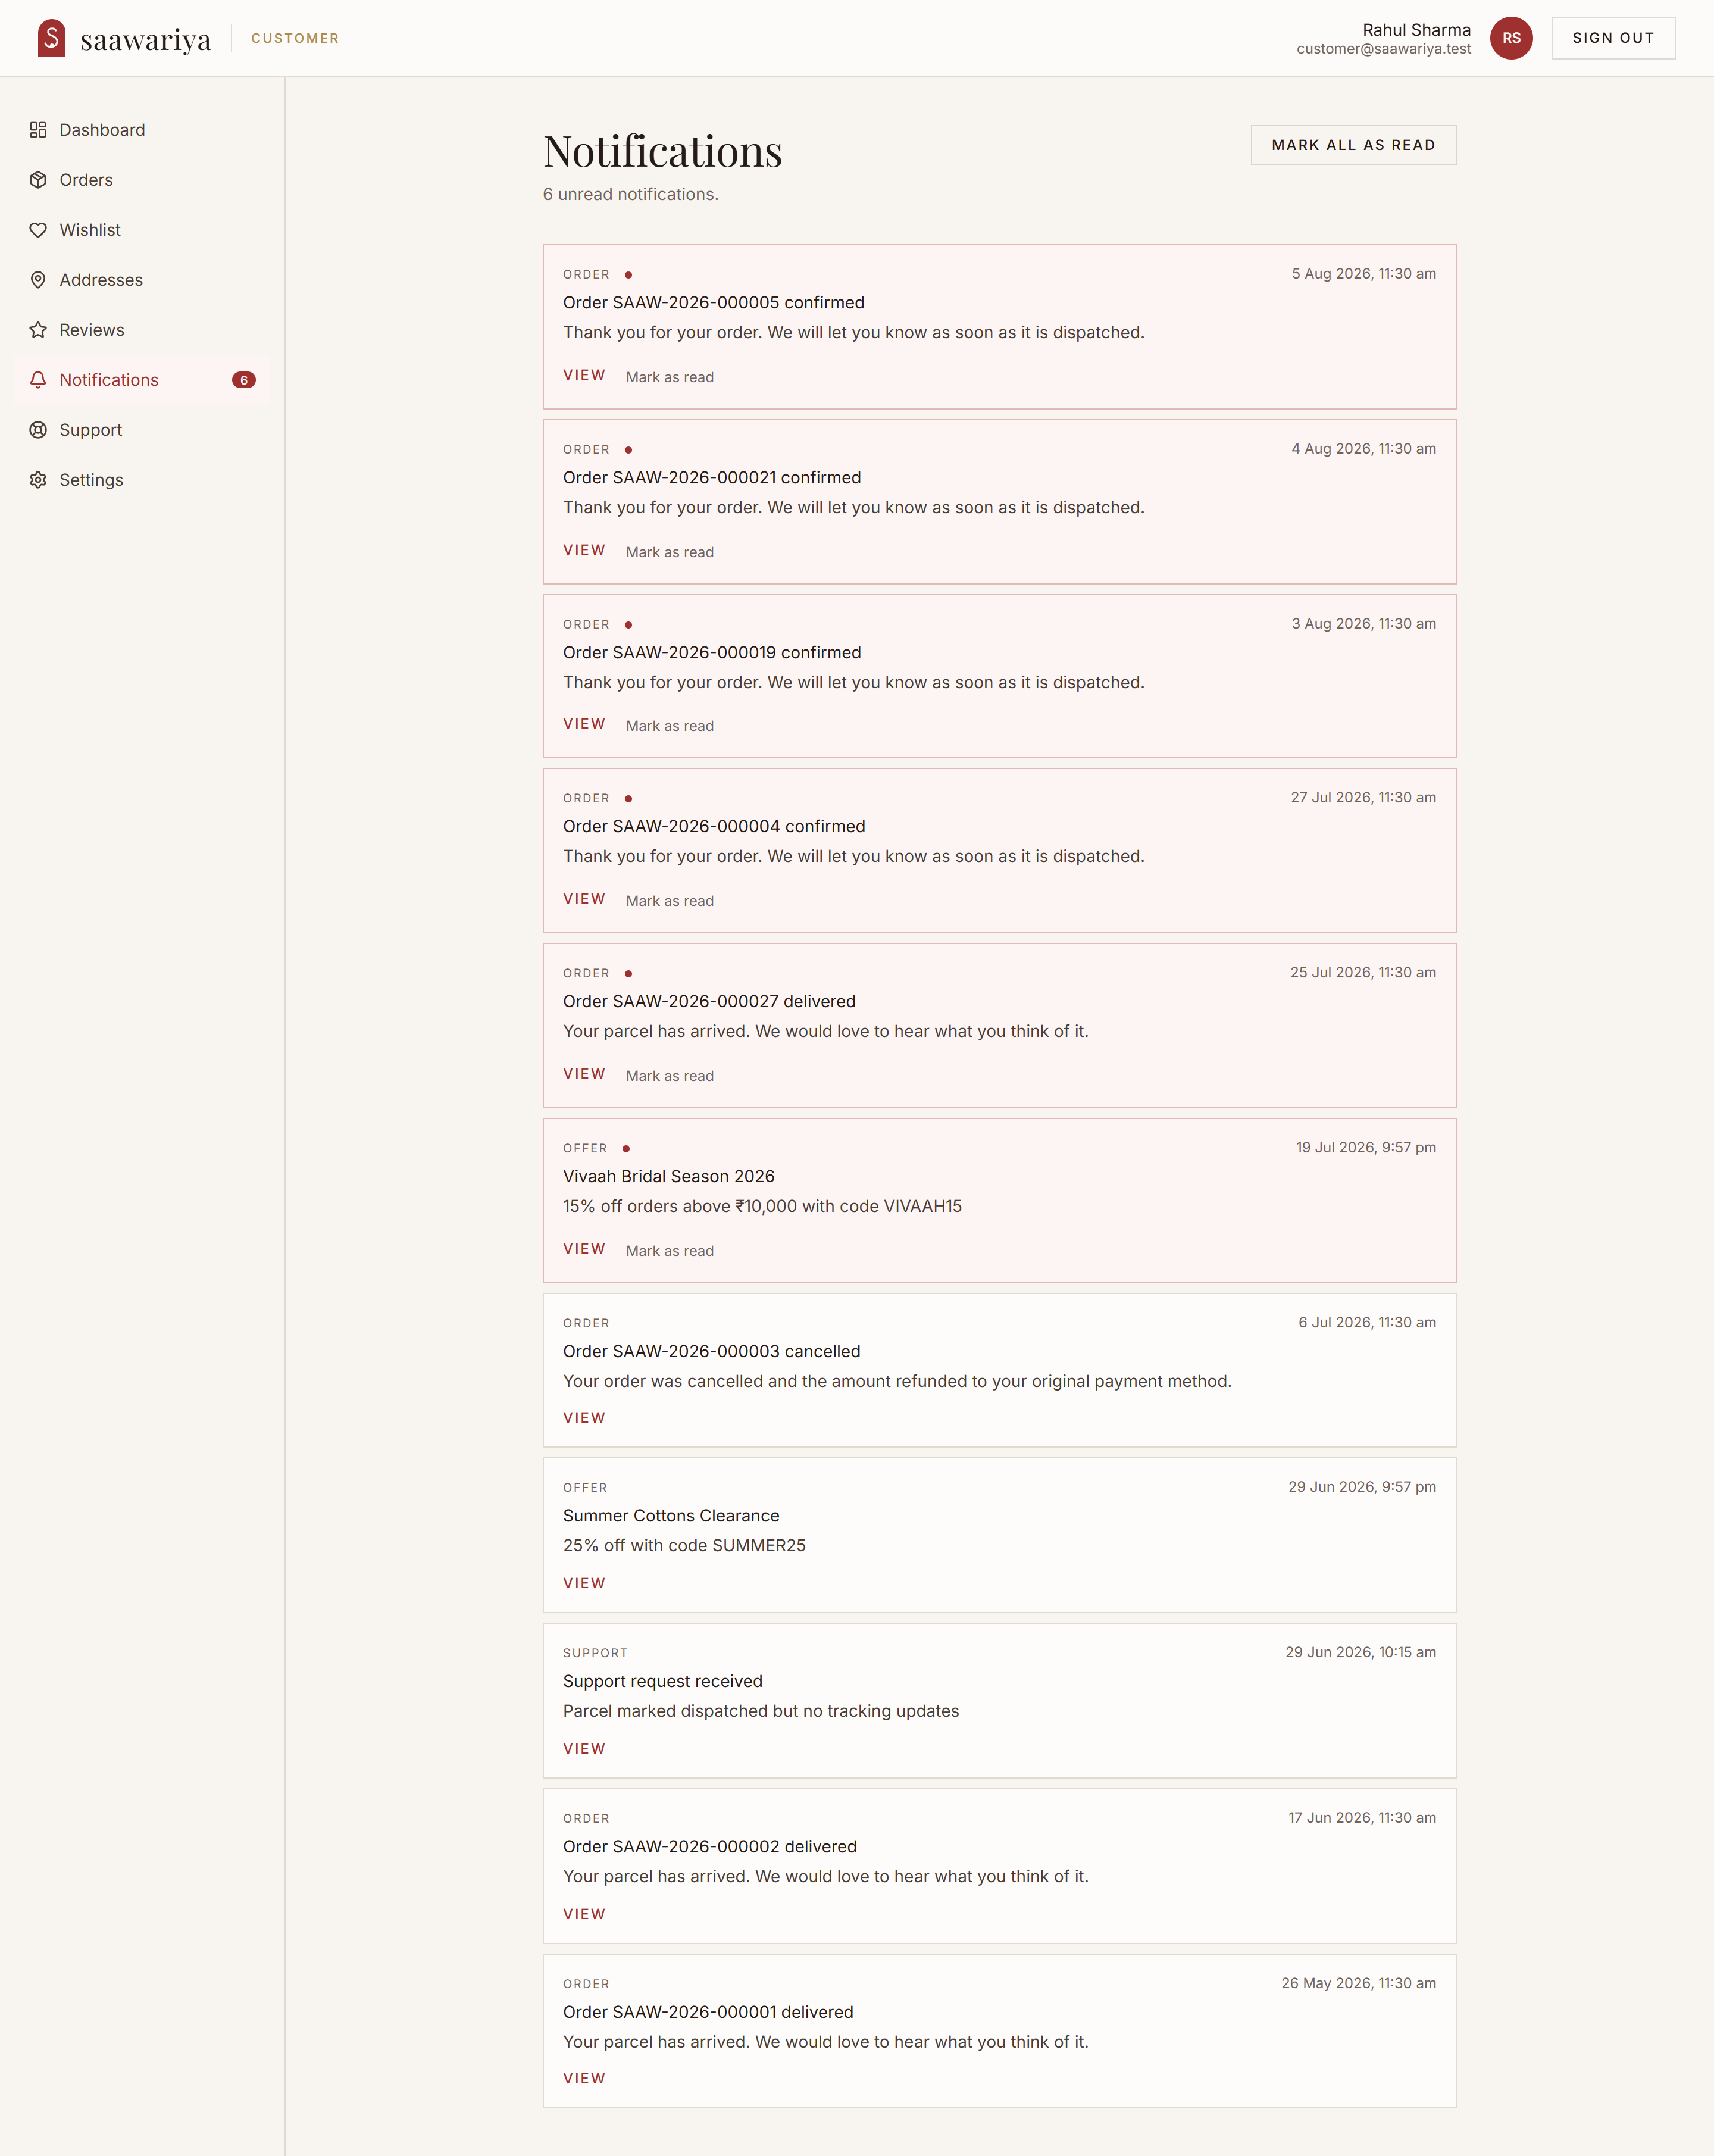 saawariya
CUSTOMER
Rahul Sharma
customer@saawariya.test
RS
SIGN OUT
Dashboard
Orders
Wishlist
Addresses
Reviews
Notifications 6
Support
Settings
Notifications
6 unread notifications.
MARK ALL AS READ
ORDER 5 Aug 2026, 11:30 am
Order SAAW-2026-000005 confirmed
Thank you for your order. We will let you know as soon as it is dispatched.
VIEW Mark as read
ORDER 4 Aug 2026, 11:30 am
Order SAAW-2026-000021 confirmed
Thank you for your order. We will let you know as soon as it is dispatched.
VIEW Mark as read
ORDER 3 Aug 2026, 11:30 am
Order SAAW-2026-000019 confirmed
Thank you for your order. We will let you know as soon as it is dispatched.
VIEW Mark as read
ORDER 27 Jul 2026, 11:30 am
Order SAAW-2026-000004 confirmed
Thank you for your order. We will let you know as soon as it is dispatched.
VIEW Mark as read
ORDER 25 Jul 2026, 11:30 am
Order SAAW-2026-000027 delivered
Your parcel has arrived. We would love to hear what you think of it.
VIEW Mark as read
OFFER 19 Jul 2026, 9:57 pm
Vivaah Bridal Season 2026
15% off orders above ₹10,000 with code VIVAAH15
VIEW Mark as read
ORDER 6 Jul 2026, 11:30 am
Order SAAW-2026-000003 cancelled
Your order was cancelled and the amount refunded to your original payment method.
VIEW
OFFER 29 Jun 2026, 9:57 pm
Summer Cottons Clearance
25% off with code SUMMER25
VIEW
SUPPORT 29 Jun 2026, 10:15 am
Support request received
Parcel marked dispatched but no tracking updates
VIEW
ORDER 17 Jun 2026, 11:30 am
Order SAAW-2026-000002 delivered
Your parcel has arrived. We would love to hear what you think of it.
VIEW
ORDER 26 May 2026, 11:30 am
Order SAAW-2026-000001 delivered
Your parcel has arrived. We would love to hear what you think of it.
VIEW